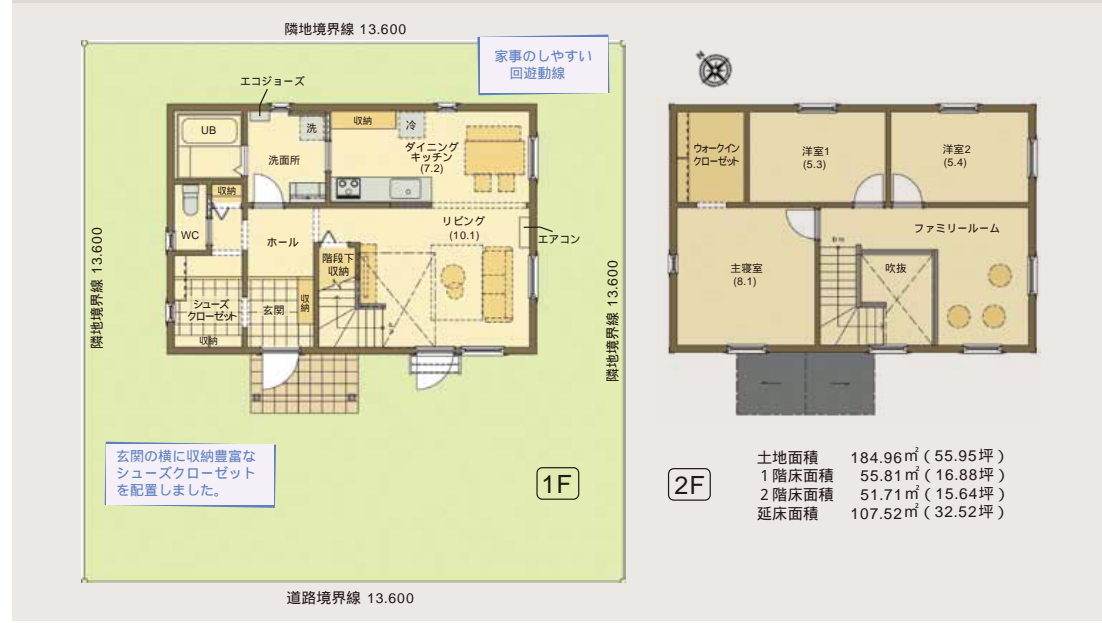 隣地境界線 13.600
家事のしやすい
回遊動線
エコジョーズ
UB
洗
収納
冷
洗面所
ダイニング
キッチン
(7.2)
収納
WC
ホール
リビング
(10.1)
エアコン
階段下
収納
シューズ
クローゼット
収納
玄関
収納
隣地境界線 13.600
隣地境界線 13.600
玄関の横に収納豊富な
シューズクローゼット
を配置しました。
1F
道路境界線 13.600
N
ウォークイン
クローゼット
洋室1
(5.3)
洋室2
(5.4)
ファミリールーム
主寝室
(8.1)
吹抜
2F
土地面積 184.96㎡(55.95坪)
1階床面積 55.81㎡(16.88坪)
2階床面積 51.71㎡(15.64坪)
延床面積 107.52㎡(32.52坪)